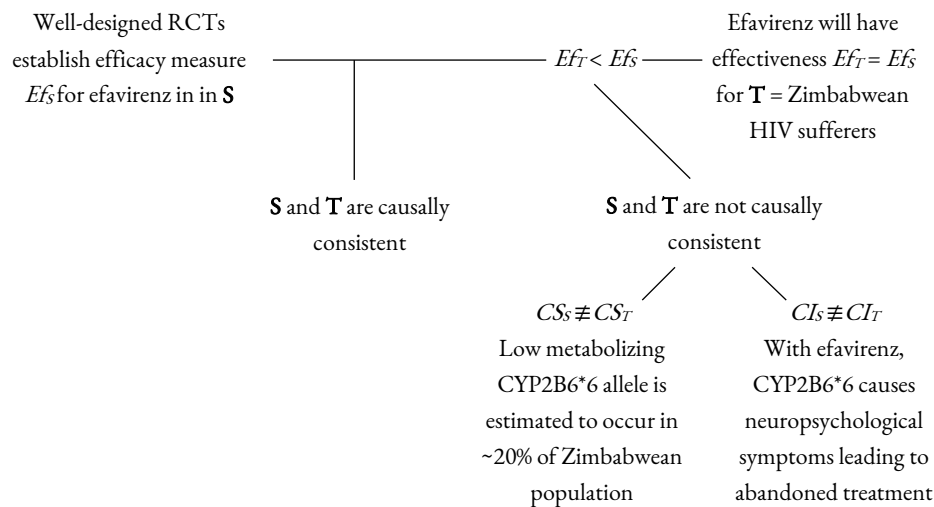 Well-designed RCTs
establish efficacy measure
Ef_S for efavirenz in in S
Ef_T < Ef_S
Efavirenz will have
effectiveness Ef_T = Ef_S
for T = Zimbabwean
HIV sufferers
S and T are causally
consistent
S and T are not causally
consistent
CS_S ≢ CS_T
Low metabolizing
CYP2B6*6 allele is
estimated to occur in
~20% of Zimbabwean
population
CI_S ≢ CI_T
With efavirenz,
CYP2B6*6 causes
neuropsychological
symptoms leading to
abandoned treatment